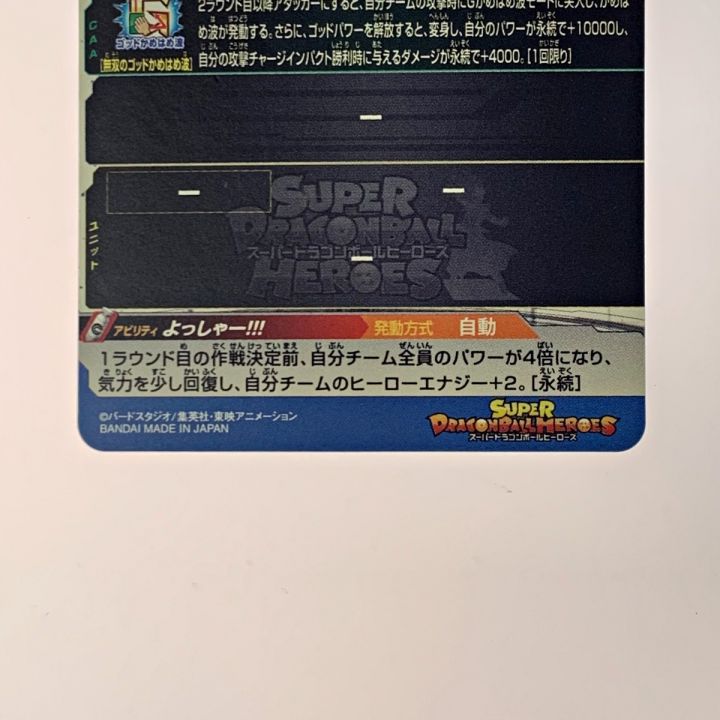 2ラウンド目以降アタッカーにすると、自分チームの攻撃時にGかめはめ波モードに突入し、かめは
め波が発動する。さらに、ゴッドパワーを解放すると、変身し、自分のパワーが永続で+10000し、
自分の攻撃チャージインパクト勝利時に与えるダメージが永続で+4000。[1回限り]
CAA
ゴッドかめはめ波
[無双のゴッドかめはめ波]
ー
ー
ー
ー
ユニット
SUPER
DRAGONBALL
スーパードラゴンボールヒーローズ
HEROES
アビリティ よっしゃー!!! 発動方式 自動
1ラウンド目の作戦決定前、自分チーム全員のパワーが4倍になり、
気力を少し回復し、自分チームのヒーローエナジー+2。[永続]
©バードスタジオ/集英社・東映アニメーション
BANDAI MADE IN JAPAN
SUPER
DRAGONBALL HEROES
スーパードラゴンボールヒーローズ